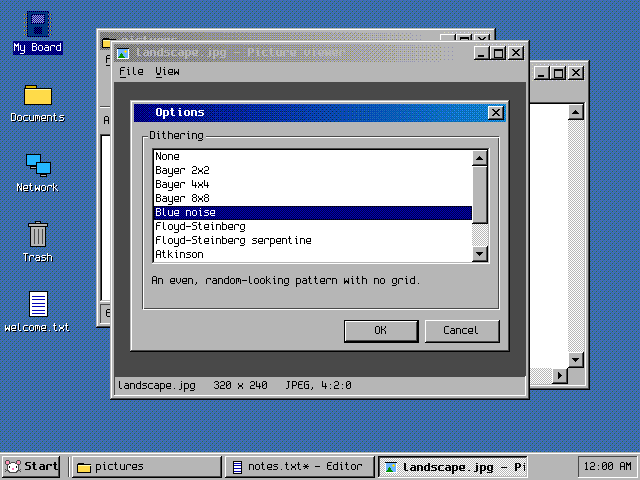 My Board
Documents
Network
Trash
welcome.txt
pictures
landscape.jpg - Picture Viewer
File View
Options
Dithering
None
Bayer 2x2
Bayer 4x4
Bayer 8x8
Blue noise
Floyd-Steinberg
Floyd-Steinberg serpentine
Atkinson
An even, random-looking pattern with no grid.
OK
Cancel
landscape.jpg 320 x 240 JPEG, 4:2:0
Start
pictures
notes.txt* - Editor
landscape.jpg - Pi
12:00 AM